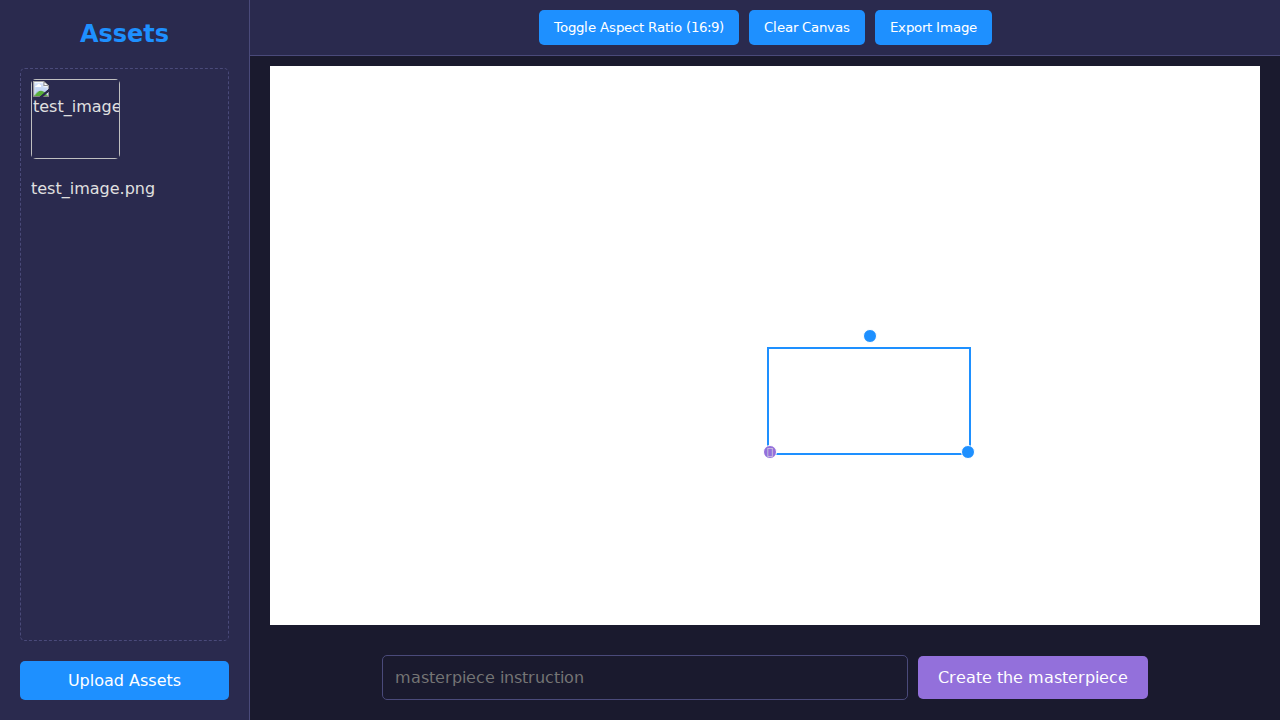 Assets
Toggle Aspect Ratio (16:9)
Clear Canvas
Export Image
test_image
test_image.png
Upload Assets
masterpiece instruction
Create the masterpiece